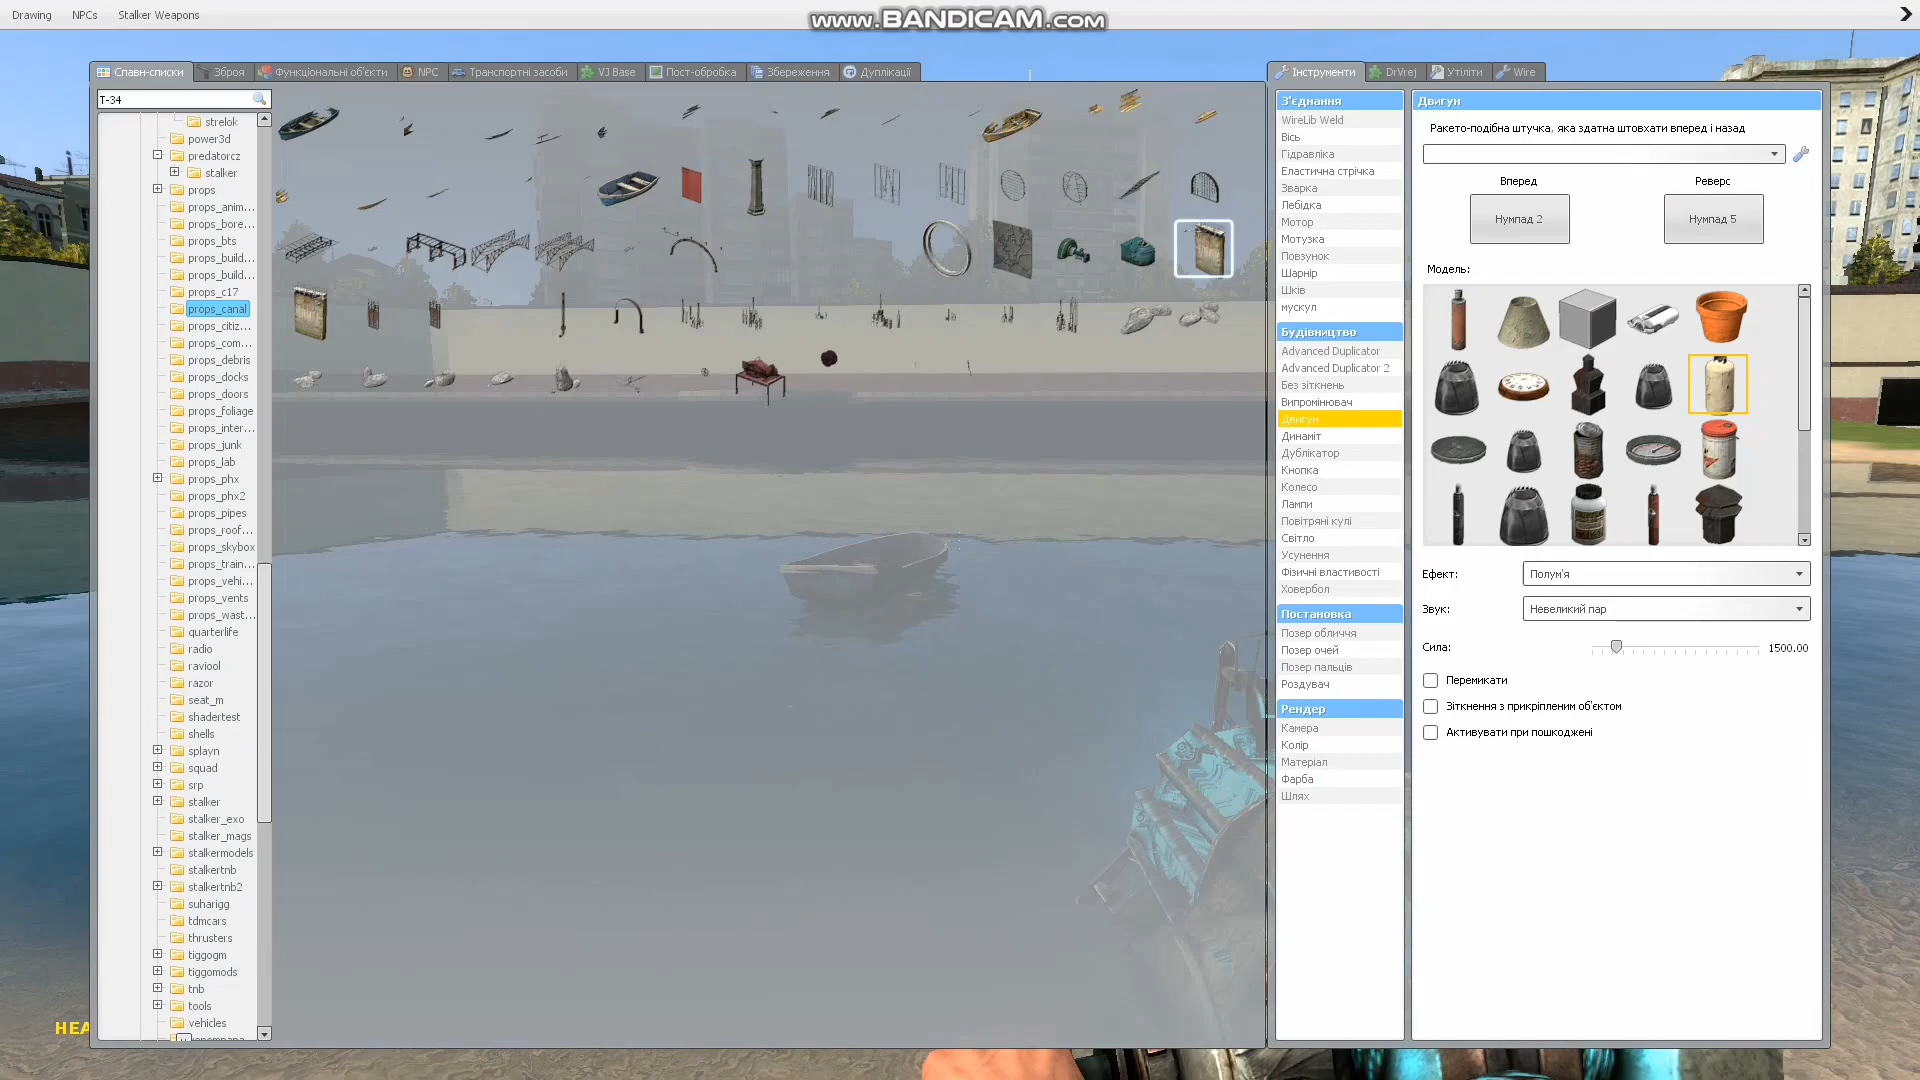 Drawing NPCs Stalker Weapons
www.BANDICAM.com
Спавн-списки Зброя Функціональні об'єкти NPC Транспортні засоби VJ Base Пост-обробка Збереження Дуплікації
Інструменти DrVrej Утіліти Wire
T-34
strelok
power3d
predatorcz
stalker
props
props_anim...
props_bore...
props_bts
props_build...
props_build...
props_c17
props_canal
props_citiz...
props_com...
props_debris
props_docks
props_doors
props_foliage
props_inter...
props_junk
props_lab
props_phx
props_phx2
props_pipes
props_roof...
props_skybox
props_train...
props_vehi...
props_vents
props_wast...
quarterlife
radio
raviool
razor
seat_m
shadertest
shells
splayn
squad
srp
stalker
stalker_exo
stalker_mags
stalkermodels
stalkertnb
stalkertnb2
suharigg
tdmcars
thrusters
tiggogm
tiggomods
tnb
tools
vehicles
HEA
З'єднання
WireLib Weld
Вісь
Гідравліка
Еластична стрічка
Зварка
Лебідка
Мотор
Мотузка
Повзунок
Шарнір
Шків
мускул
Будівництво
Advanced Duplicator
Advanced Duplicator 2
Без зіткнень
Випромінювач
Двигун
Динаміт
Дублікатор
Кнопка
Колесо
Лампи
Повітряні кулі
Світло
Усунення
Фізичні властивості
Ховербол
Постановка
Позер обличчя
Позер очей
Позер пальців
Роздувач
Рендер
Камера
Колір
Матеріал
Фарба
Шлях
Двигун
Ракето-подібна штучка, яка здатна штовхати вперед і назад
Вперед Реверс
Нумпад 2 Нумпад 5
Модель:
Ефект: Полум'я
Звук: Невеликий пар
Сила: 1500.00
Перемикати
Зіткнення з прикріпленим об'єктом
Активувати при пошкоджені